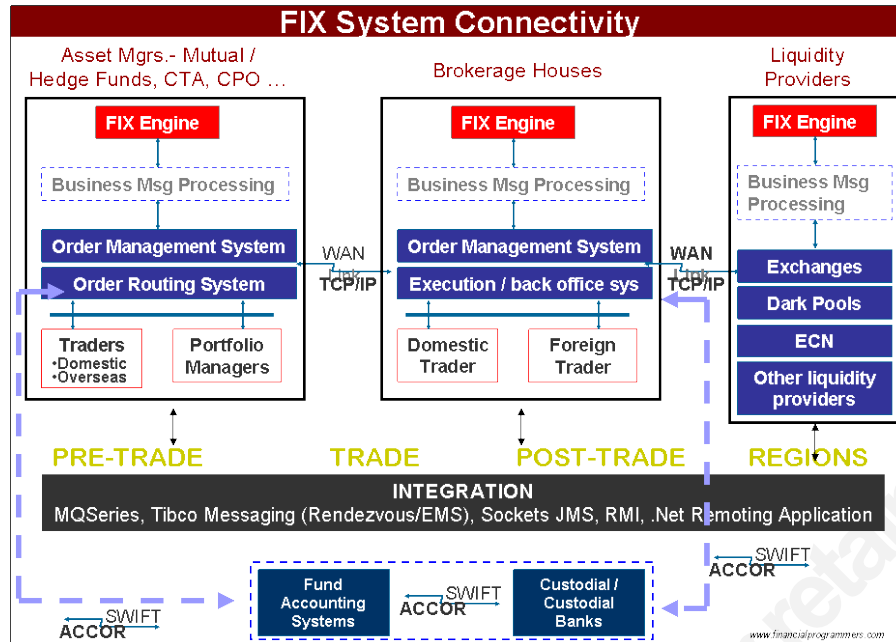 FIX System Connectivity
Asset Mgrs.- Mutual /
Hedge Funds, CTA, CPO ...
Brokerage Houses
Liquidity
Providers
FIX Engine
Business Msg Processing
Order Management System
Order Routing System
Traders
•Domestic
•Overseas
Portfolio
Managers
WAN
Link
TCP/IP
FIX Engine
Business Msg Processing
Order Management System
Execution / back office sys
Domestic
Trader
Foreign
Trader
WAN
Link
TCP/IP
FIX Engine
Business Msg
Processing
Exchanges
Dark Pools
ECN
Other liquidity
providers
PRE-TRADE
TRADE
POST-TRADE
REGIONS
INTEGRATION
MQSeries, Tibco Messaging (Rendezvous/EMS), Sockets JMS, RMI, .Net Remoting Application
SWIFT
ACCOR
Fund
Accounting
Systems
SWIFT
ACCOR
Custodial /
Custodial
Banks
SWIFT
ACCOR
www.financialprogrammers.com